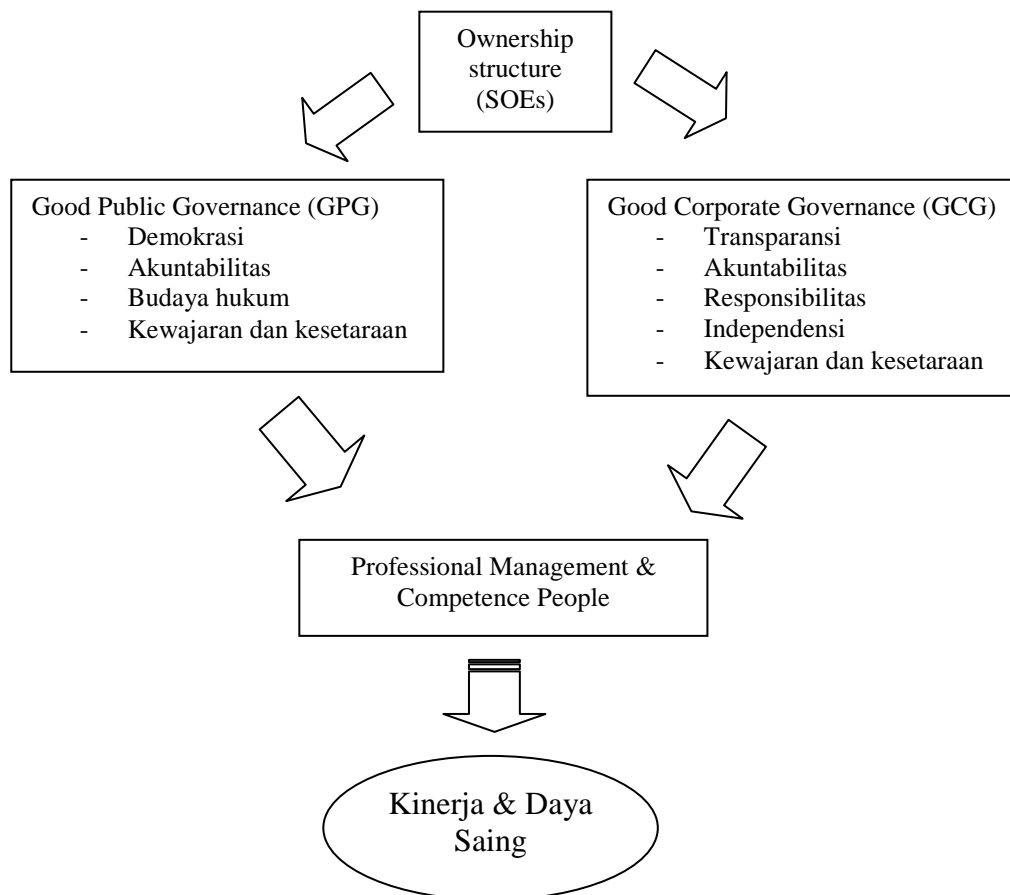 Ownership
structure
(SOEs)
Good Public Governance (GPG)
- Demokrasi
- Akuntabilitas
- Budaya hukum
- Kewajaran dan kesetaraan
Good Corporate Governance (GCG)
- Transparansi
- Akuntabilitas
- Responsibilitas
- Independensi
- Kewajaran dan kesetaraan
Professional Management &
Competence People
Kinerja & Daya
Saing